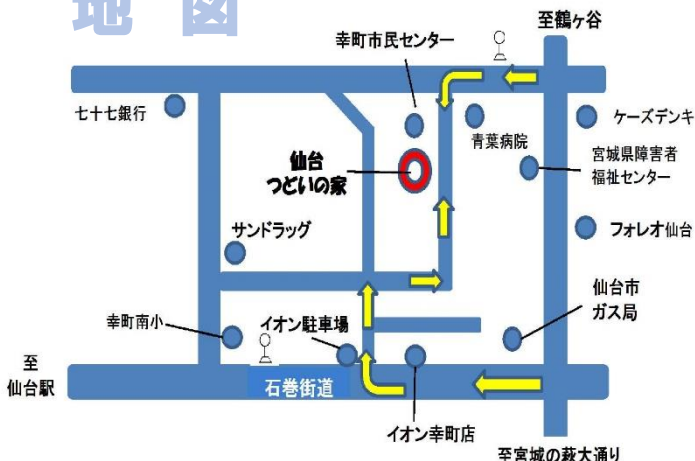 地 図
至鶴ヶ谷
幸町市民センター
七十七銀行
青葉病院
ケーズデンキ
宮城県障害者
福祉センター
仙台
つどいの家
サンドラッグ
フォレオ仙台
仙台市
ガス局
幸町南小
イオン駐車場
至
仙台駅
石巻街道
イオン幸町店
至宮城の萩大通り